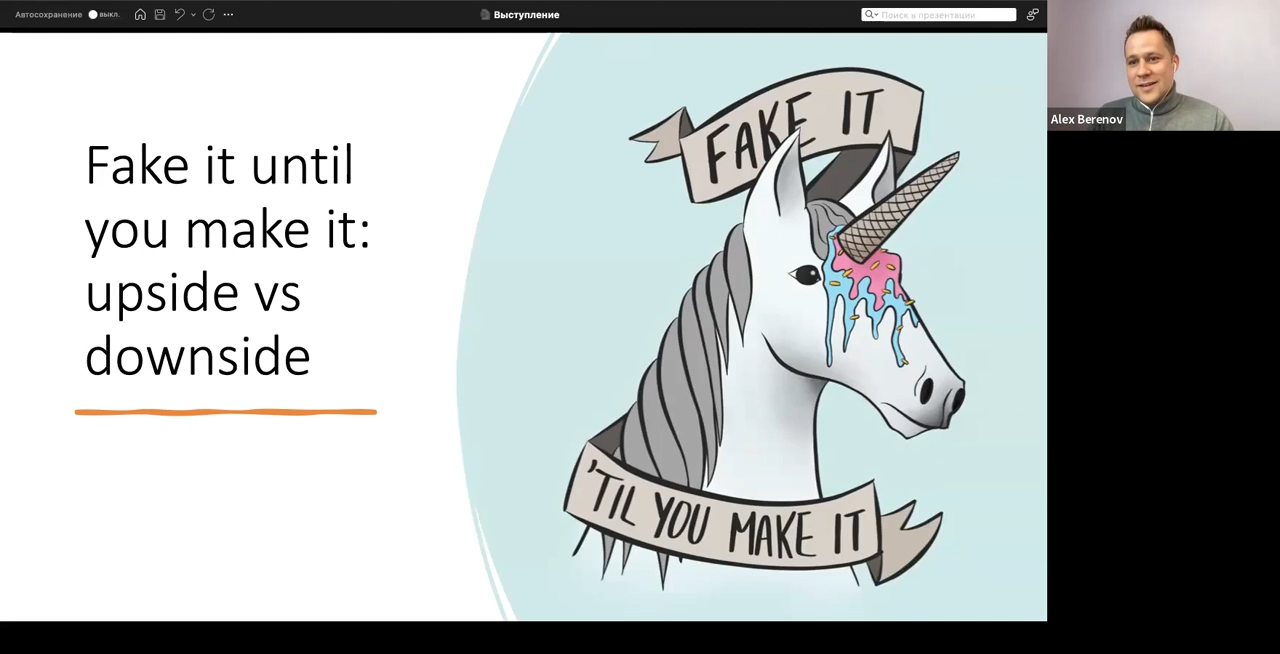 Автосохранение выкл.
Выступление
Поиск в презентации
Alex Berenov
Fake it until
you make it:
upside vs
downside
FAKE IT
'TIL YOU MAKE IT